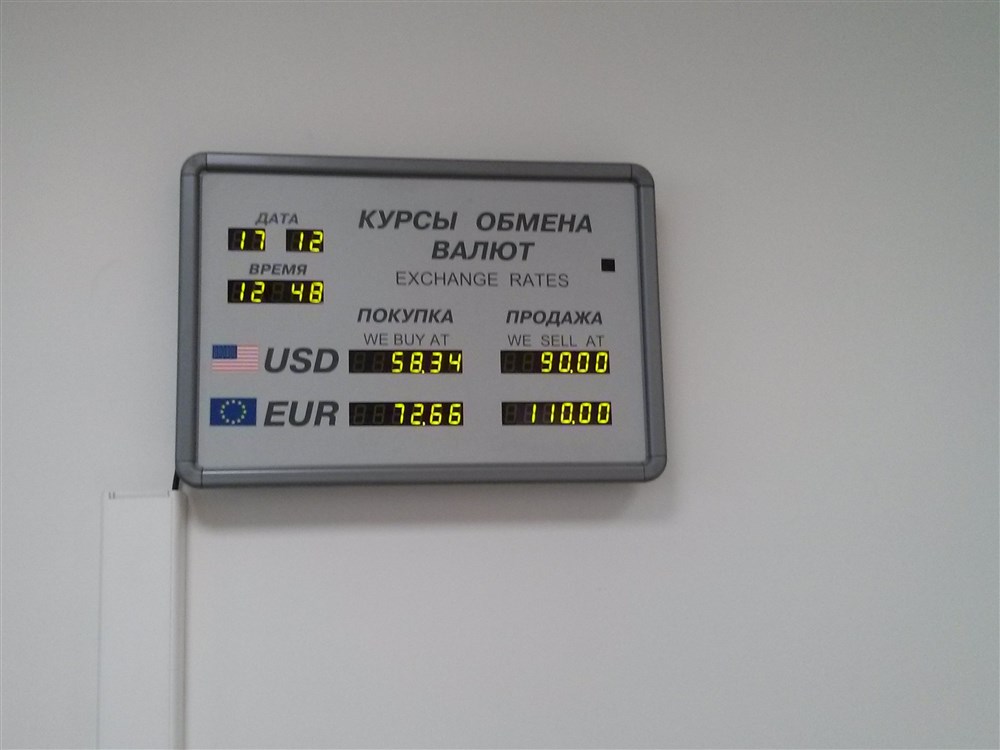 ДАТА
17 12
ВРЕМЯ
12 48
КУРСЫ ОБМЕНА
ВАЛЮТ
EXCHANGE RATES
ПОКУПКА ПРОДАЖА
WE BUY AT WE SELL AT
USD 58.34 90.00
EUR 72.66 110.00